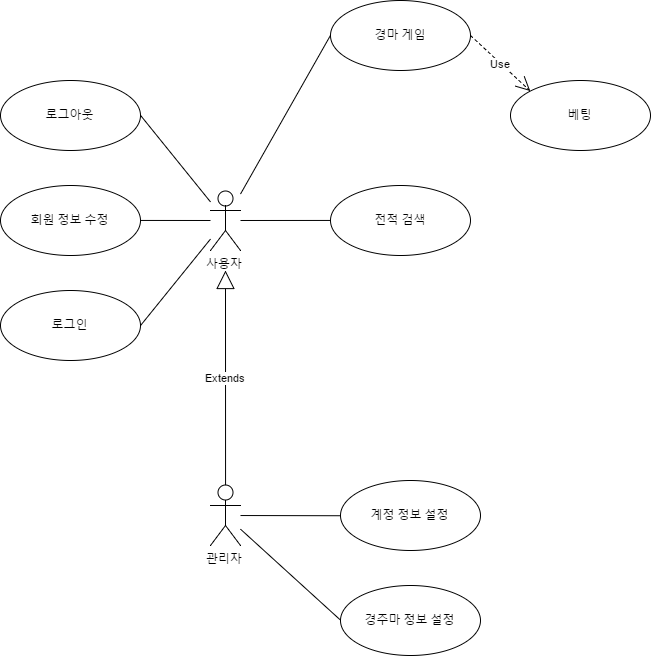 경마 게임
Use
로그아웃
베팅
회원 정보 수정
전적 검색
사용자
로그인
Extends
계정 정보 설정
관리자
경주마 정보 설정